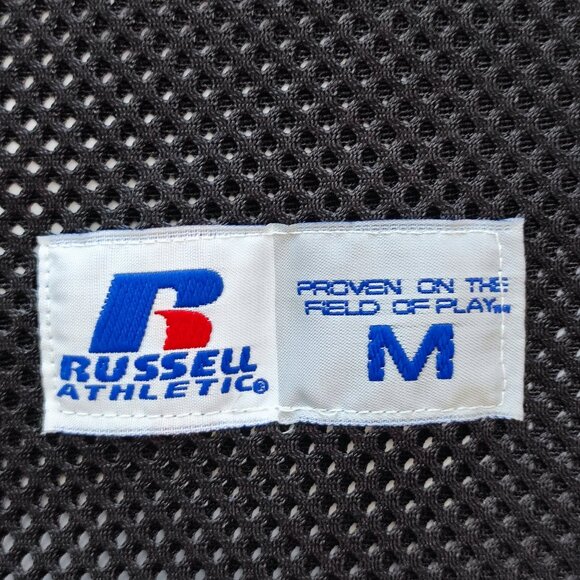 R
RUSSELL
ATHLETIC®
PROVEN ON THE
FIELD OF PLAY™
M